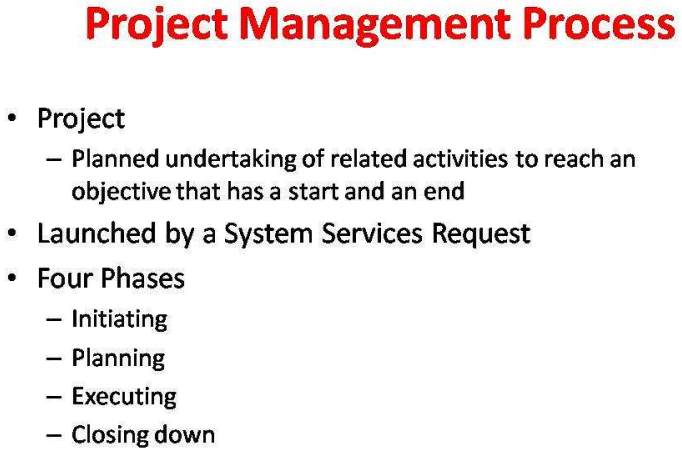 Project Management Process
• Project
– Planned undertaking of related activities to reach an
objective that has a start and an end
• Launched by a System Services Request
• Four Phases
– Initiating
– Planning
– Executing
– Closing down